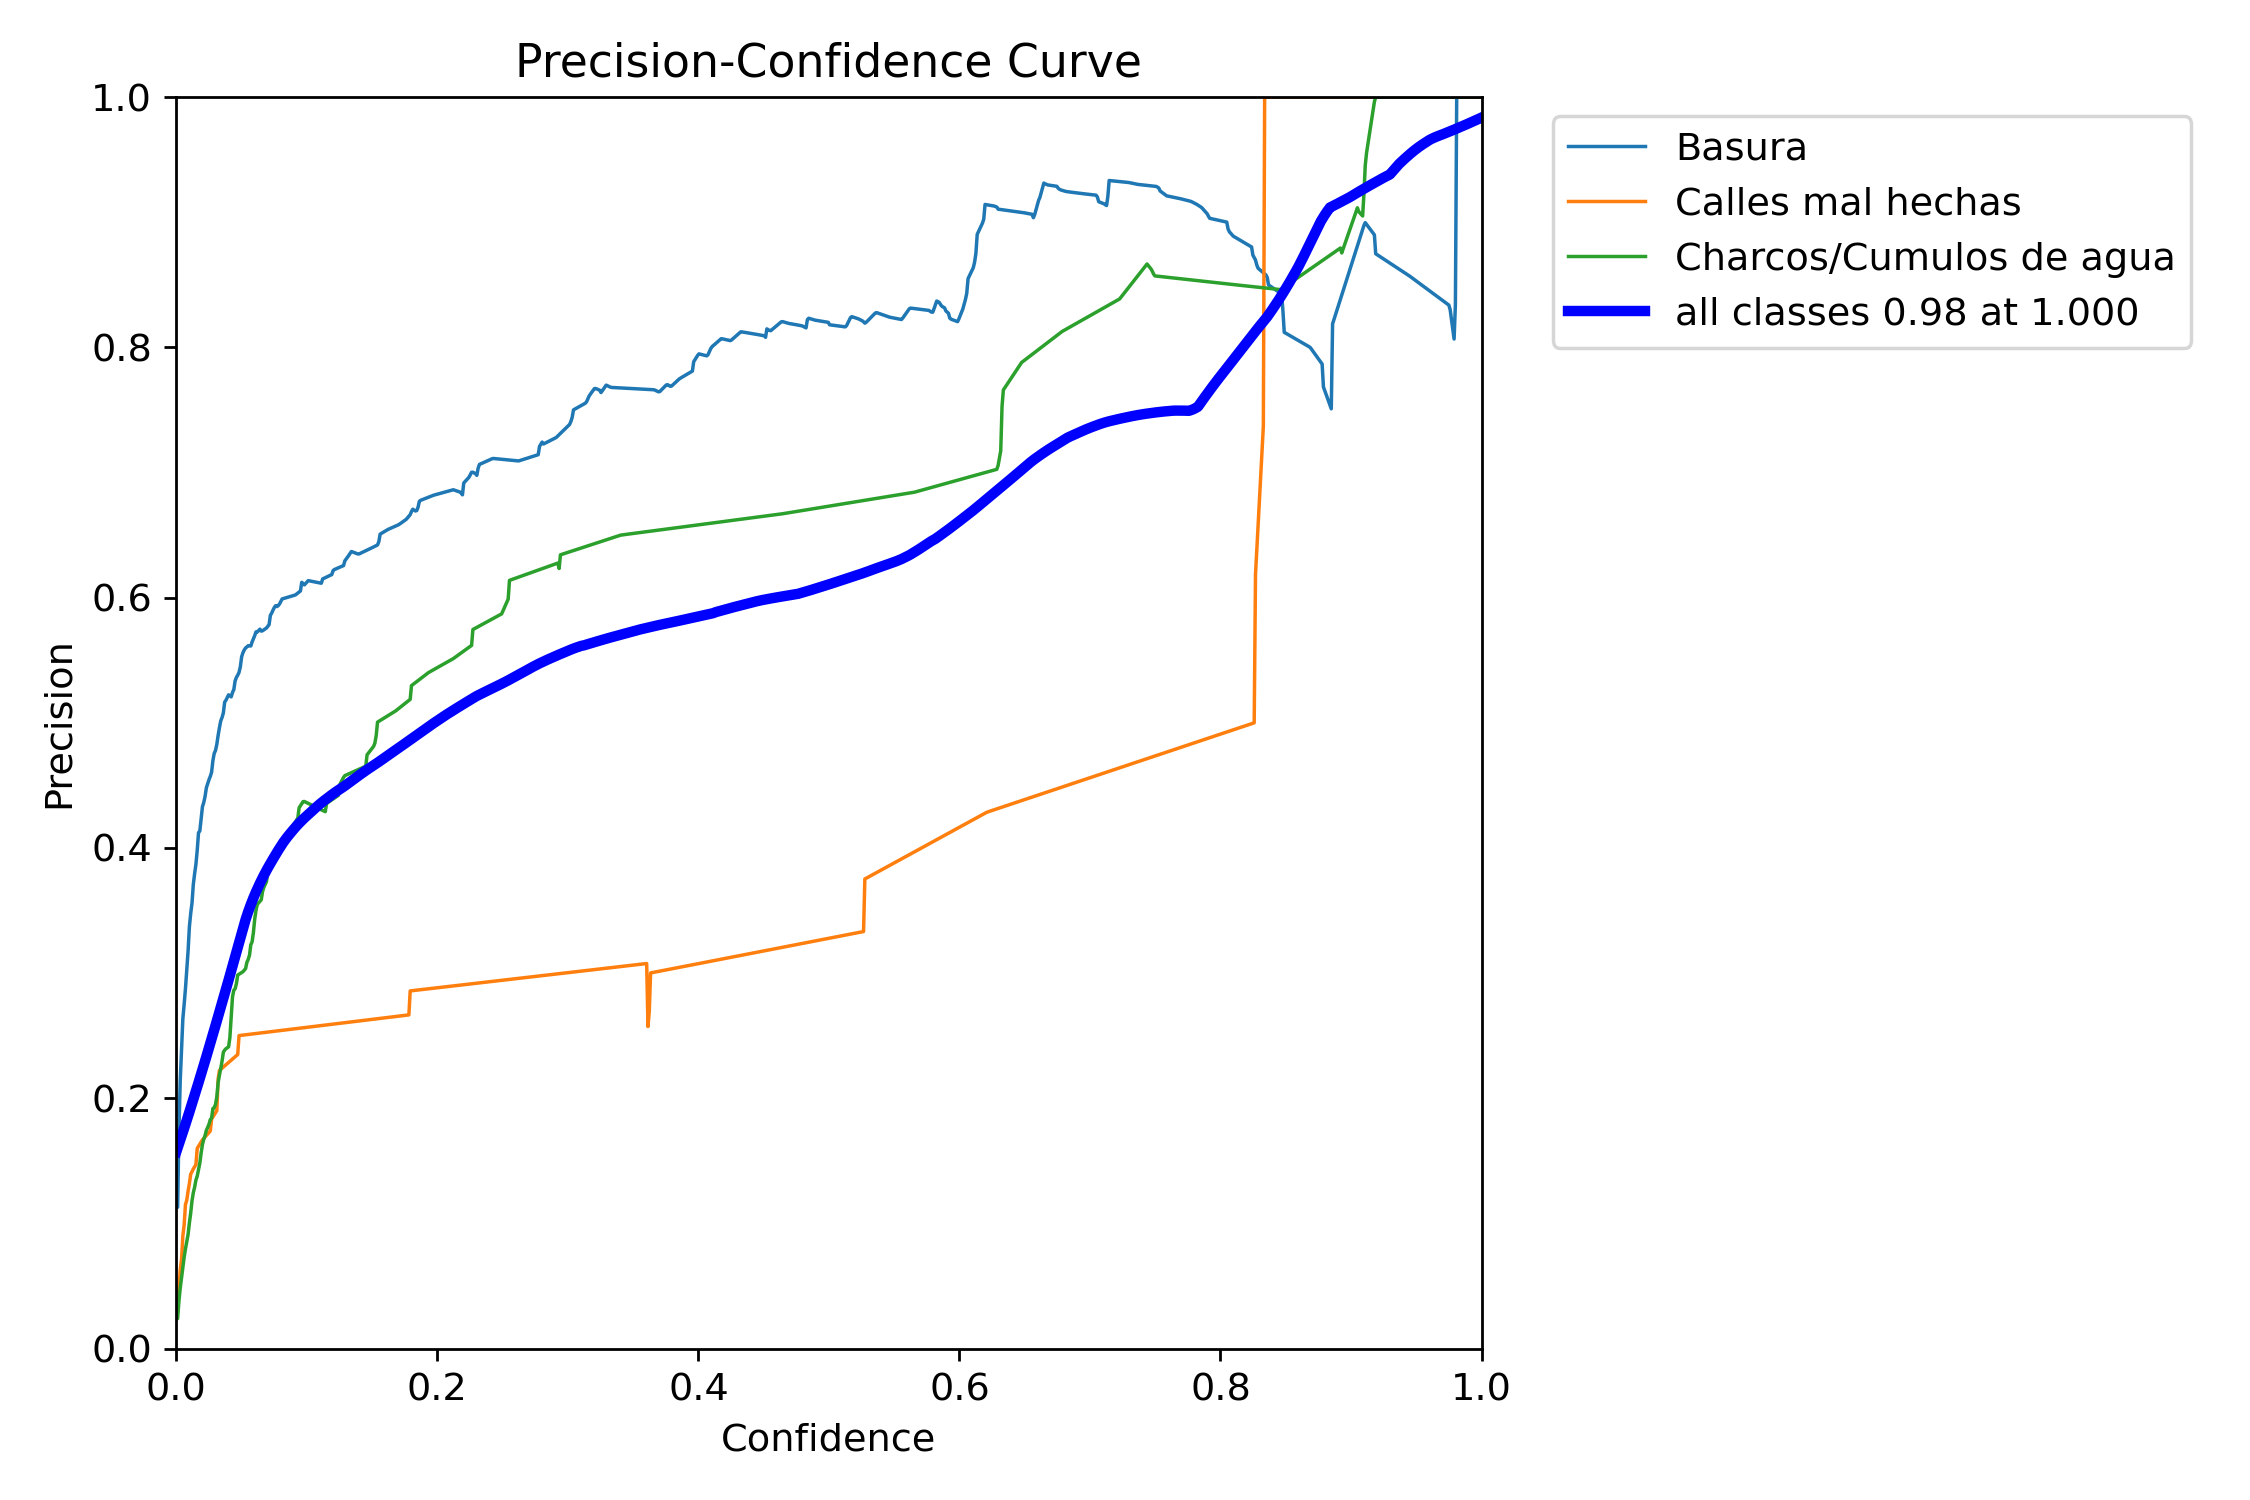 Precision-Confidence Curve
1.0
0.8
0.6
0.4
0.2
0.0
Precision
0.0 0.2 0.4 0.6 0.8 1.0
Confidence
Basura
Calles mal hechas
Charcos/Cumulos de agua
all classes 0.98 at 1.000